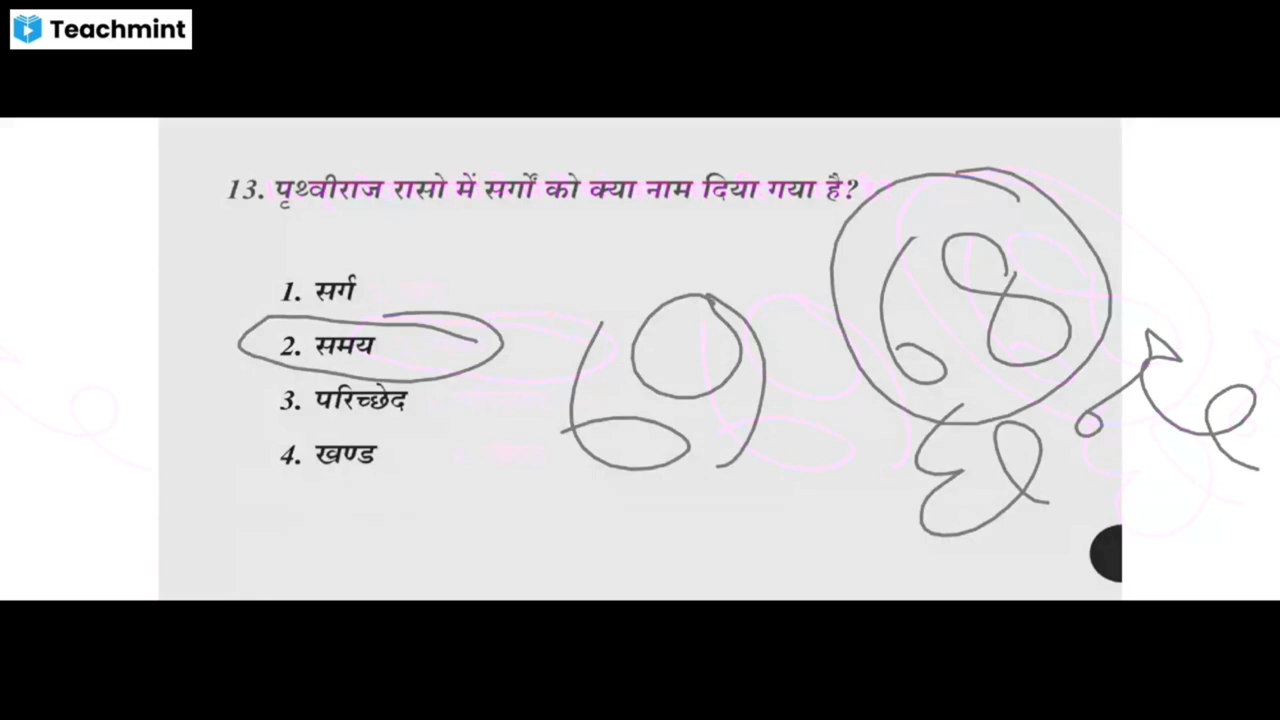 Teachmint
13. पृथ्वीराज रासो में सर्गों को क्या नाम दिया गया है?
1. सर्ग
2. समय
3. परिच्छेद
4. खण्ड
69
68